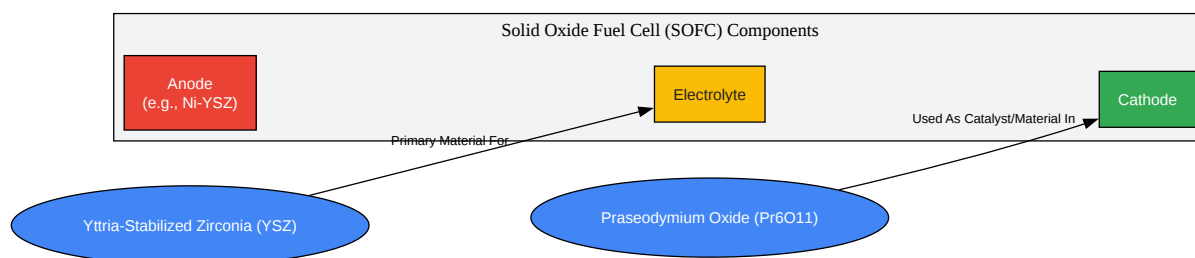 Solid Oxide Fuel Cell (SOFC) Components
Anode
(e.g., Ni-YSZ)
Electrolyte
Cathode
Primary Material For
Used As Catalyst/Material In
Yttria-Stabilized Zirconia (YSZ)
Praseodymium Oxide (Pr6O11)